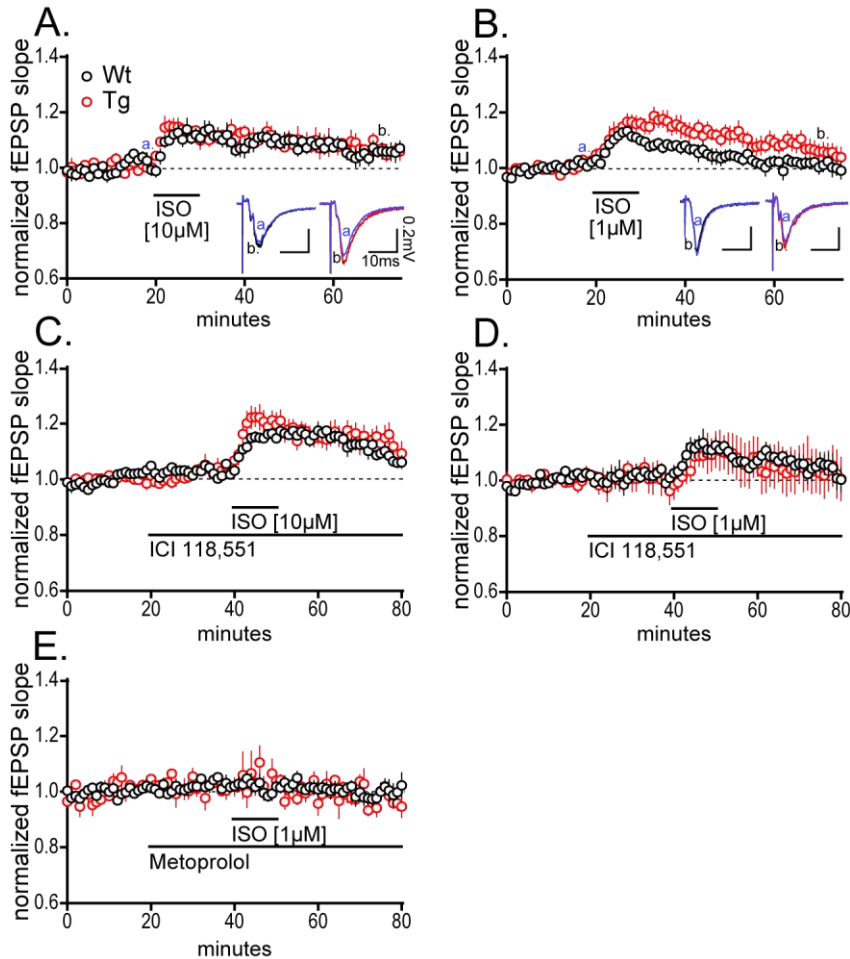 A.
normalized fEPSP slope
1.4
1.2
1.0
0.8
0.6
Wt
Tg
a.
b.
ISO
[10µM]
a
b.
a
b.
0.2mV
10ms
0
20
40
60
minutes
B.
normalized fEPSP slope
1.4
1.2
1.0
0.8
0.6
a.
b.
ISO
[1µM]
a
b.
a
b.
0
20
40
60
minutes
C.
normalized fEPSP slope
1.4
1.2
1.0
0.8
0.6
ISO [10µM]
ICI 118,551
0
20
40
60
80
minutes
D.
normalized fEPSP slope
1.4
1.2
1.0
0.8
0.6
ISO [1µM]
ICI 118,551
0
20
40
60
80
minutes
E.
normalized fEPSP slope
1.4
1.2
1.0
0.8
0.6
ISO [1µM]
Metoprolol
0
20
40
60
80
minutes